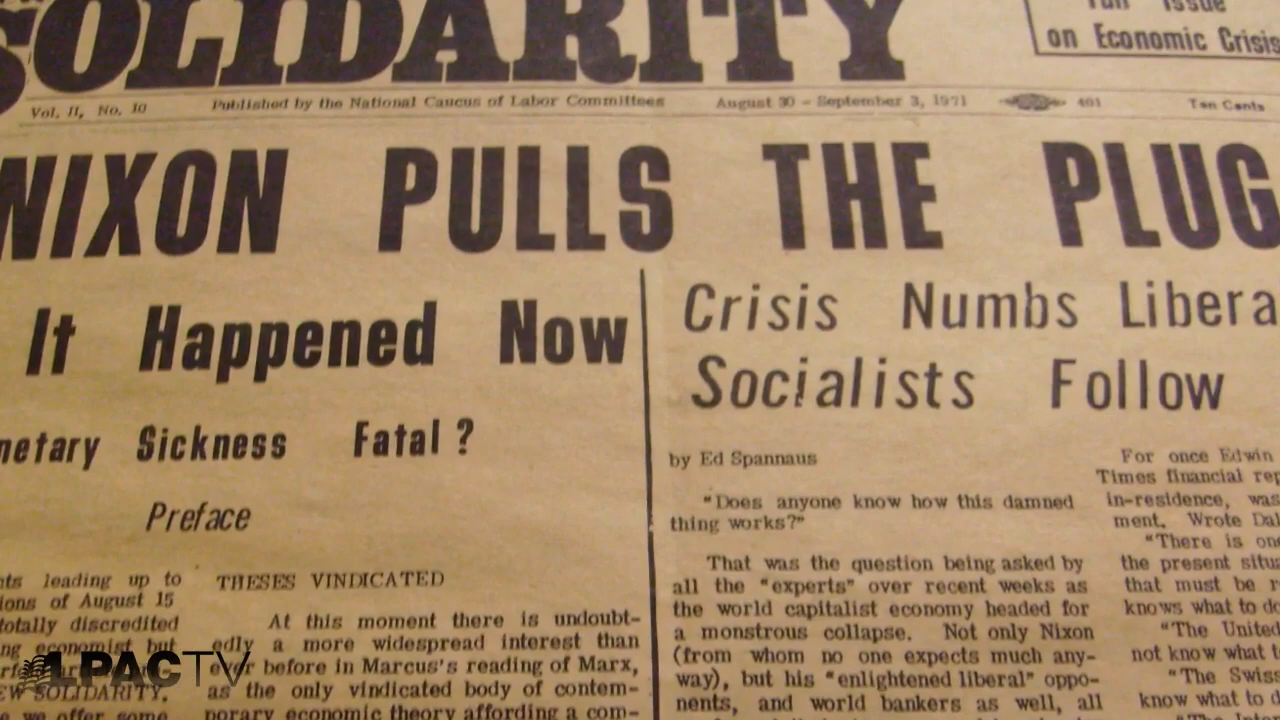 SOLIDARITY
Issue
on Economic Crisis
Vol. II, No. 10 Published by the National Caucus of Labor Committees August 30 - September 3, 1971 401 Ten Cents
NIXON PULLS THE PLUG
It Happened Now
netary Sickness Fatal?
Preface
nts leading up to
ions of August 15
totally discredited
ng economist but
EW SOLIDARITY.
we offer some
THESES VINDICATED
At this moment there is undoubt-
edly a more widespread interest than
ever before in Marcus's reading of Marx,
as the only vindicated body of contem-
porary economic theory affording a com-
Crisis Numbs Libera
Socialists Follow
by Ed Spannaus
"Does anyone know how this damned
thing works?"
That was the question being asked by
all the "experts" over recent weeks as
the world capitalist economy headed for
a monstrous collapse. Not only Nixon
(from whom no one expects much any-
way), but his "enlightened liberal" oppo-
nents, and world bankers as well, all
For once Edwin
Times financial rep
in-residence, was
ment. Wrote Dal
"There is one
the present situa
that must be r
knows what to do
"The United
not know what t
"The Swiss
know what to d
LPACTV